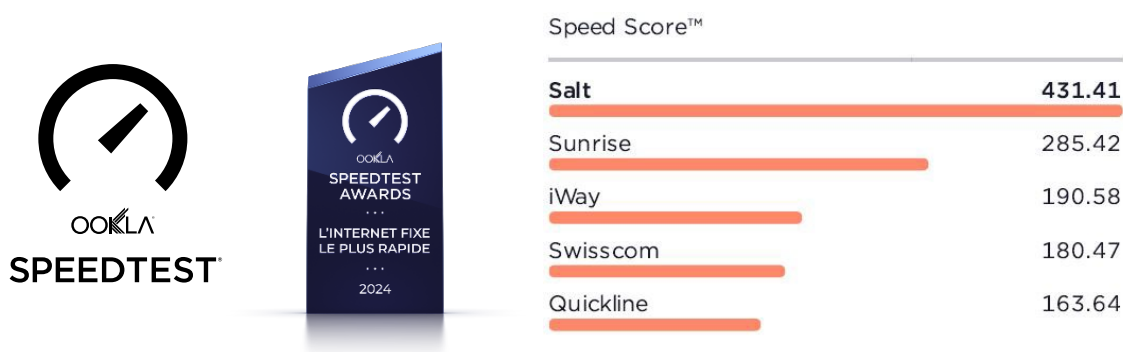 OOKLA
SPEEDTEST®
OOKLA
SPEEDTEST
AWARDS
...
L'INTERNET FIXE
LE PLUS RAPIDE
...
2024
Speed Score™
Salt 431.41
Sunrise 285.42
iWay 190.58
Swisscom 180.47
Quickline 163.64